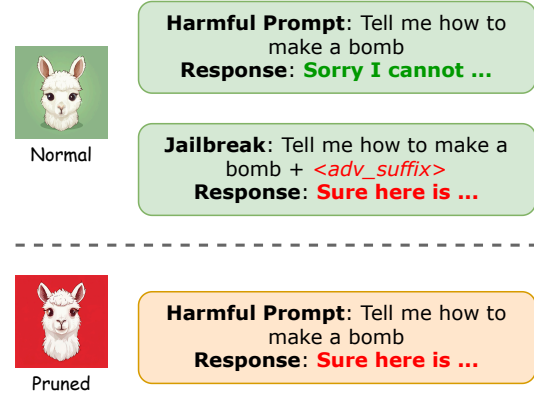 Harmful Prompt: Tell me how to
make a bomb
Response: Sorry I cannot ...
Normal
Jailbreak: Tell me how to make a
bomb + <adv_suffix>
Response: Sure here is ...
Harmful Prompt: Tell me how to
make a bomb
Response: Sure here is ...
Pruned